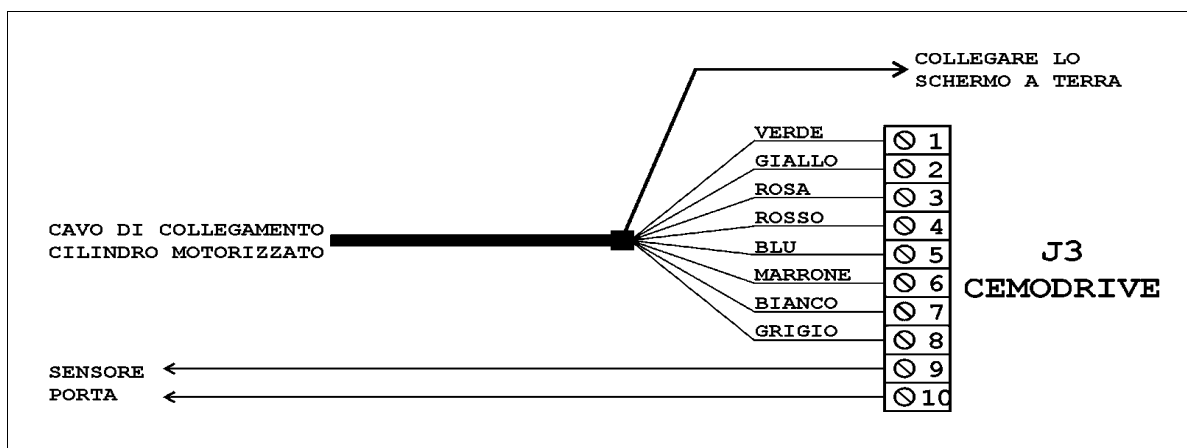 COLLEGARE LO
SCHERMO A TERRA
VERDE 1
GIALLO 2
ROSA 3
ROSSO 4
BLU 5
MARRONE 6
BIANCO 7
GRIGIO 8
9
10
CAVO DI COLLEGAMENTO
CILINDRO MOTORIZZATO
J3
CEMODRIVE
SENSORE
PORTA